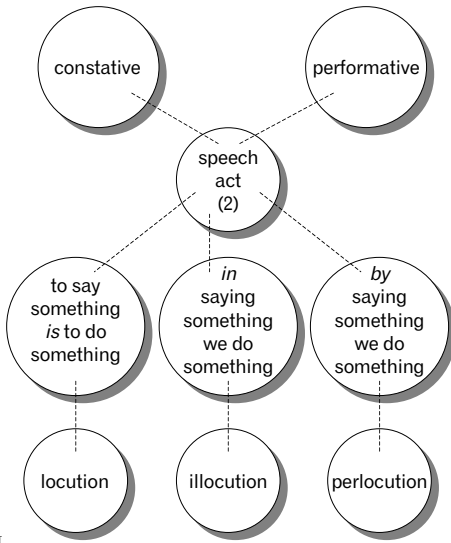 constative
performative
speech
act
(2)
to say
something
is to do
something
in
saying
something
we do
something
by
saying
something
we do
something
locution
illocution
perlocution